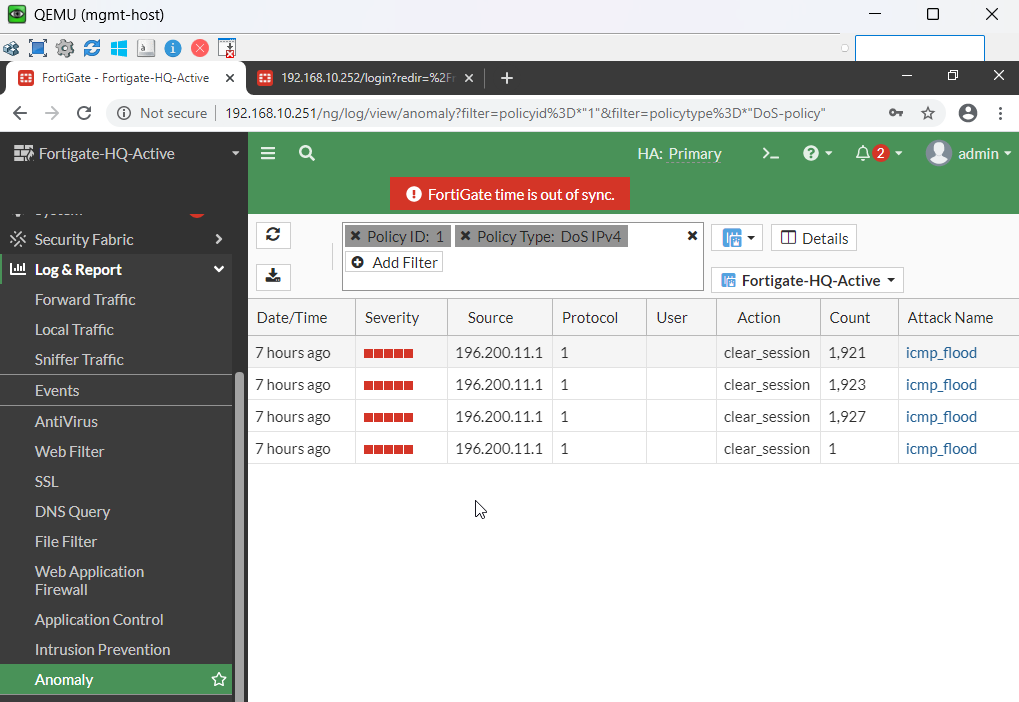 QEMU (mgmt-host)
FortiGate - Fortigate-HQ-Active
192.168.10.252/login?redir=%2Fr
Not secure
192.168.10.251/ng/log/view/anomaly?filter=policyid%3D*"1"&filter=policytype%3D*"DoS-policy"
Fortigate-HQ-Active
HA: Primary
2
admin
FortiGate time is out of sync.
System
Security Fabric
Log & Report
Forward Traffic
Local Traffic
Sniffer Traffic
Events
AntiVirus
Web Filter
SSL
DNS Query
File Filter
Web Application
Firewall
Application Control
Intrusion Prevention
Anomaly
Policy ID: 1
Policy Type: DoS IPv4
Add Filter
Details
Fortigate-HQ-Active
Date/Time Severity Source Protocol User Action Count Attack Name
7 hours ago 196.200.11.1 1 clear_session 1,921 icmp_flood
7 hours ago 196.200.11.1 1 clear_session 1,923 icmp_flood
7 hours ago 196.200.11.1 1 clear_session 1,927 icmp_flood
7 hours ago 196.200.11.1 1 clear_session 1 icmp_flood